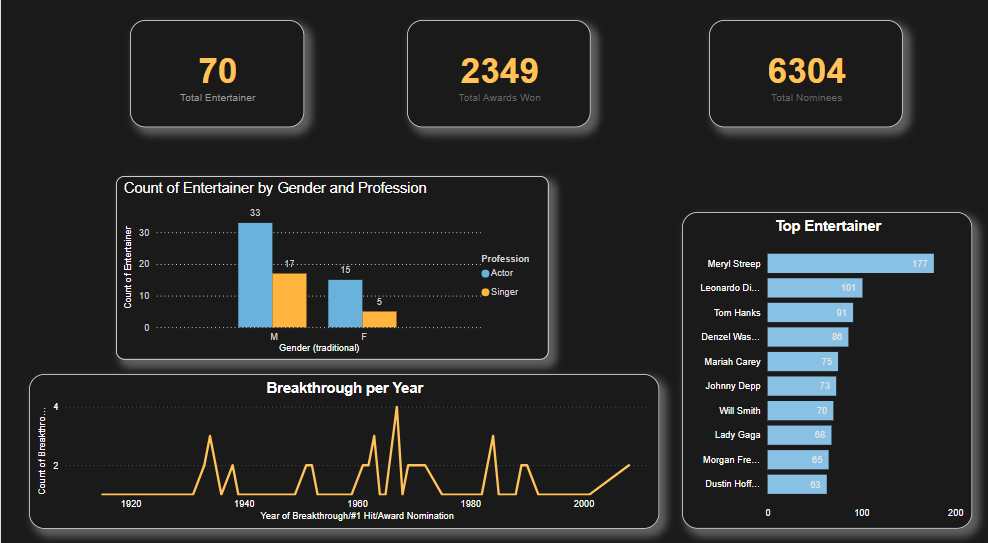 70
Total Entertainer
2349
Total Awards Won
6304
Total Nominees
Count of Entertainer by Gender and Profession
Count of Entertainer
30
20
10
0
33
17
15
5
M
F
Gender (traditional)
Profession
Actor
Singer
Top Entertainer
Meryl Streep 177
Leonardo Di... 101
Tom Hanks 91
Denzel Was... 86
Mariah Carey 75
Johnny Depp 73
Will Smith 70
Lady Gaga 68
Morgan Fre... 65
Dustin Hoff... 63
0 100 200
Breakthrough per Year
Count of Breakthro...
4
2
1920 1940 1960 1980 2000
Year of Breakthrough/#1 Hit/Award Nomination